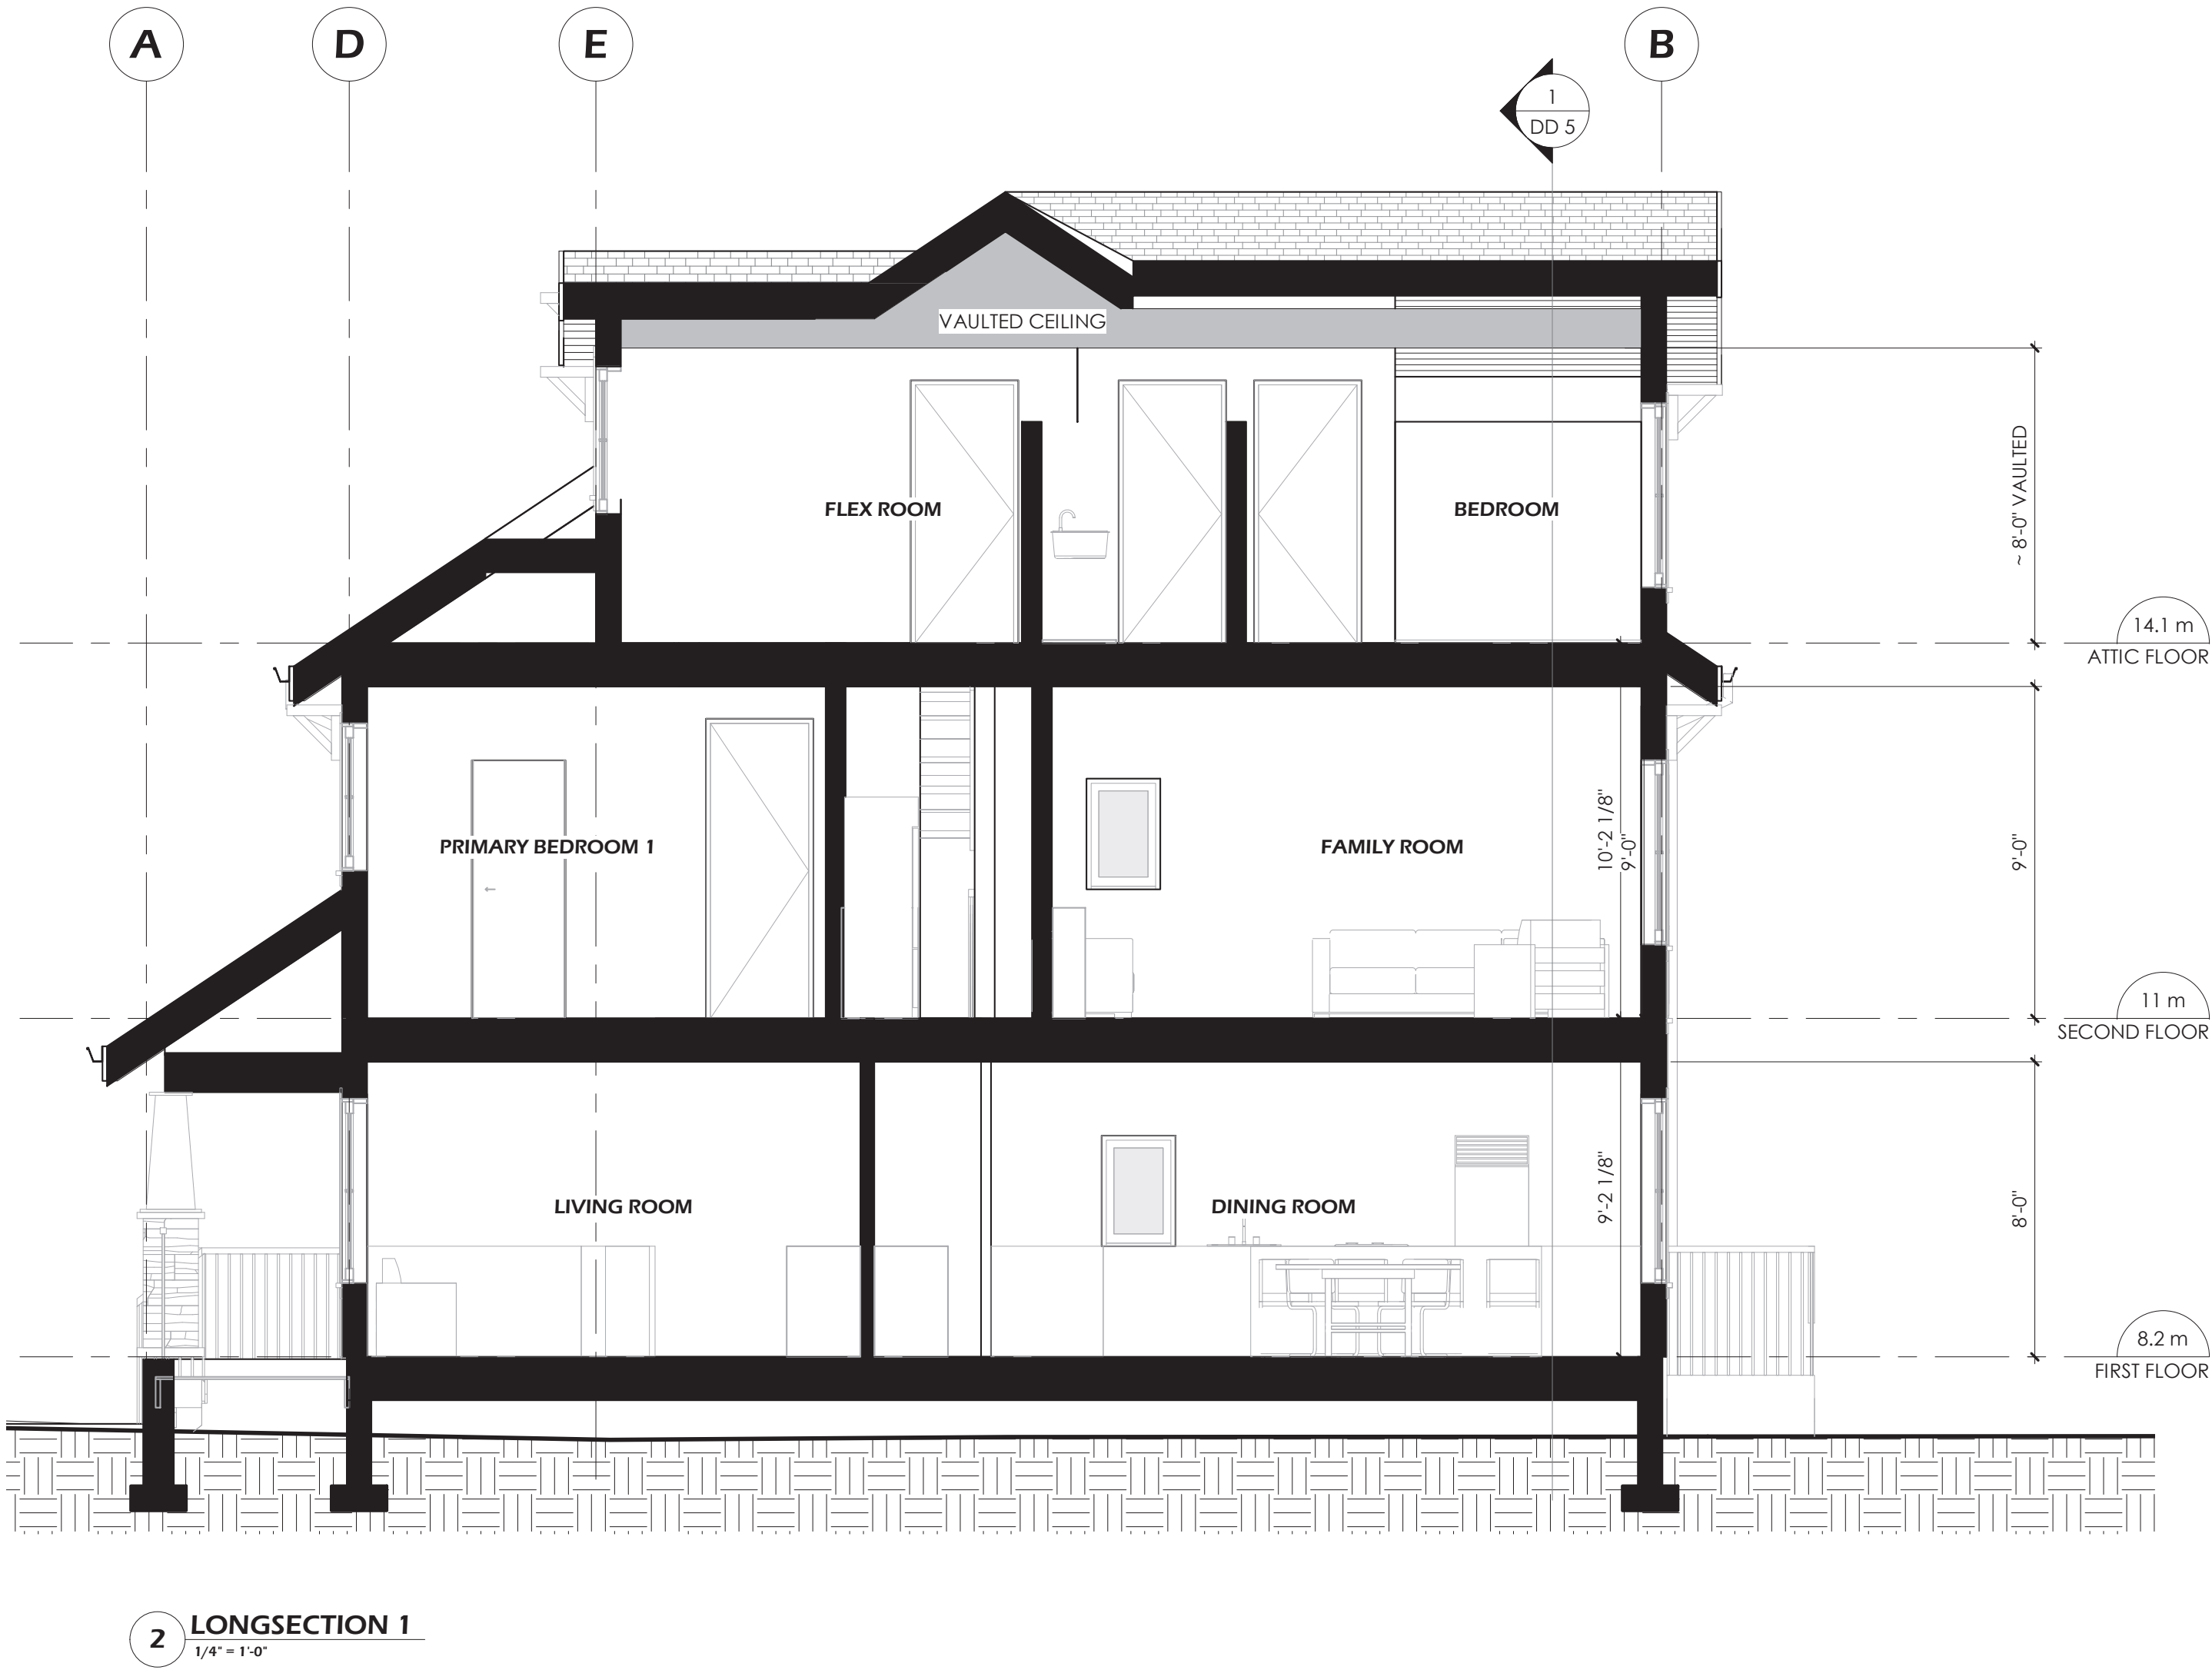 A
D
E
B
1
DD 5
VAULTED CEILING
FLEX ROOM
BEDROOM
~ 8'-0" VAULTED
14.1 m
ATTIC FLOOR
PRIMARY BEDROOM 1
FAMILY ROOM
10'-2 1/8"
9'-0"
9'-0"
11 m
SECOND FLOOR
LIVING ROOM
DINING ROOM
9'-2 1/8"
8'-0"
8.2 m
FIRST FLOOR
2
LONGSECTION 1
1/4" = 1'-0"